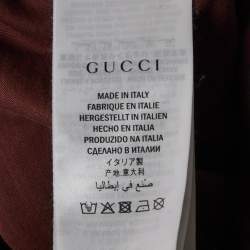 GUCCI
MADE IN ITALY
FABRIQUE EN ITALIE
HERGESTELLT IN ITALIEN
HECHO EN ITALIA
PRODUZIDO NA ITALIA
СДЕЛАНО В ИТАЛИИ
イタリア製
产地:意大利
صنع في إيطاليا